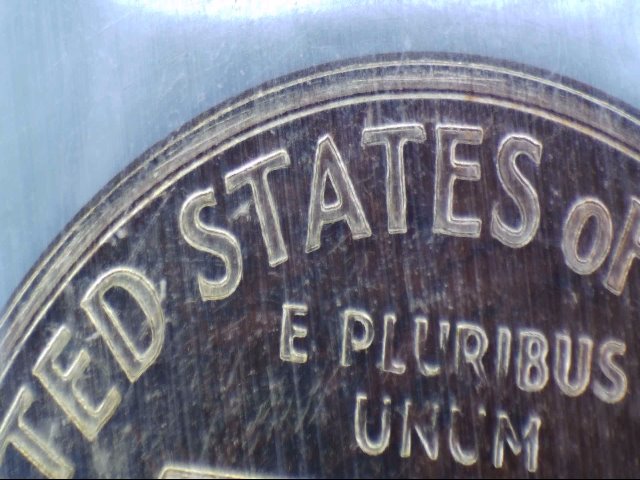 TED STATES OF
E PLURIBUS
UNUM